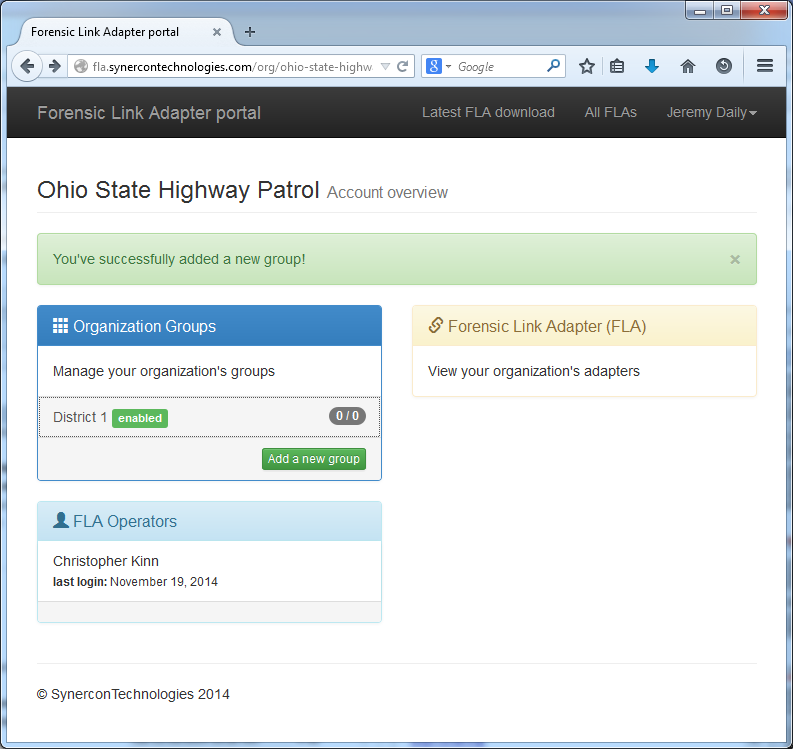 Forensic Link Adapter portal
fla.synercontechnologies.com/org/ohio-state-highw
Google
Forensic Link Adapter portal
Latest FLA download
All FLAs
Jeremy Daily
Ohio State Highway Patrol Account overview
You've successfully added a new group!
×
Organization Groups
Manage your organization's groups
District 1 enabled
0 / 0
Add a new group
Forensic Link Adapter (FLA)
View your organization's adapters
FLA Operators
Christopher Kinn
last login: November 19, 2014
© SynerconTechnologies 2014